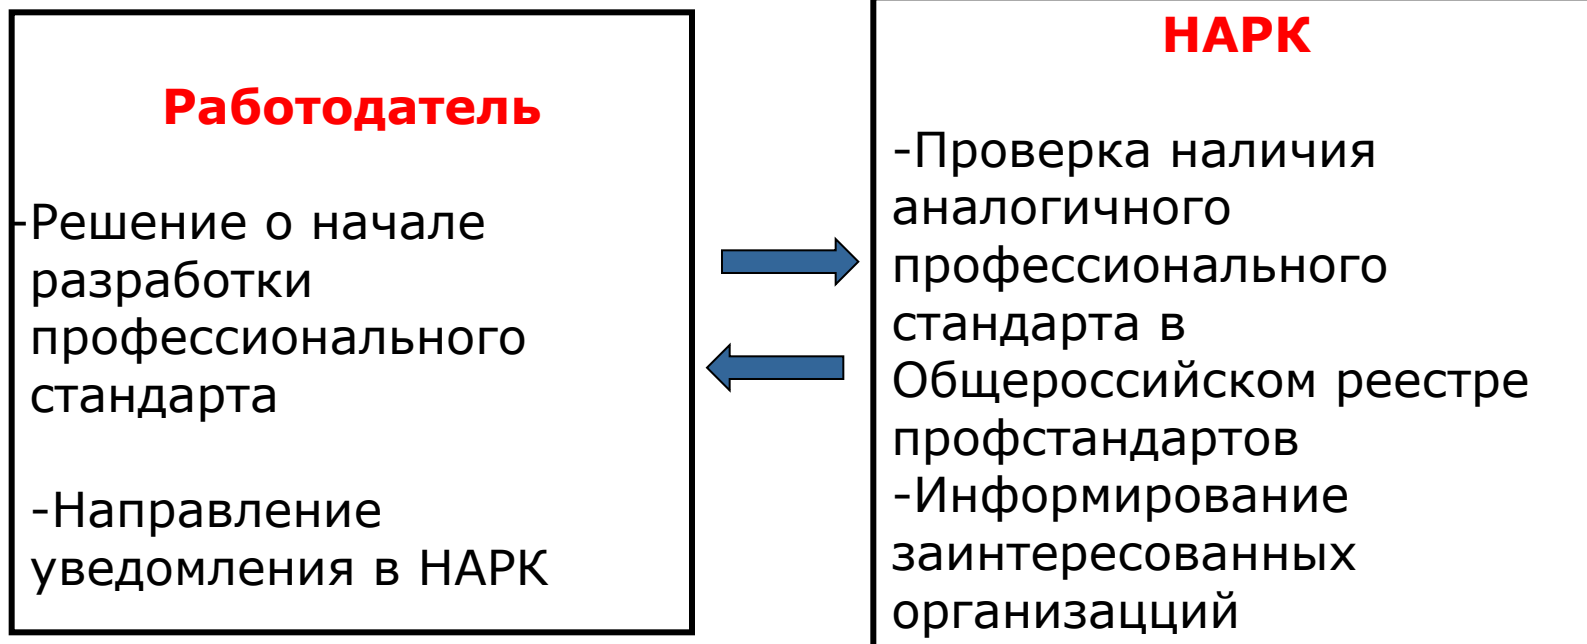 Работодатель
-Решение о начале
разработки
профессионального
стандарта
-Направление
уведомления в НАРК
НАРК
-Проверка наличия
аналогичного
профессионального
стандарта в
Общероссийском реестре
профстандартов
-Информирование
заинтересованных
организацций